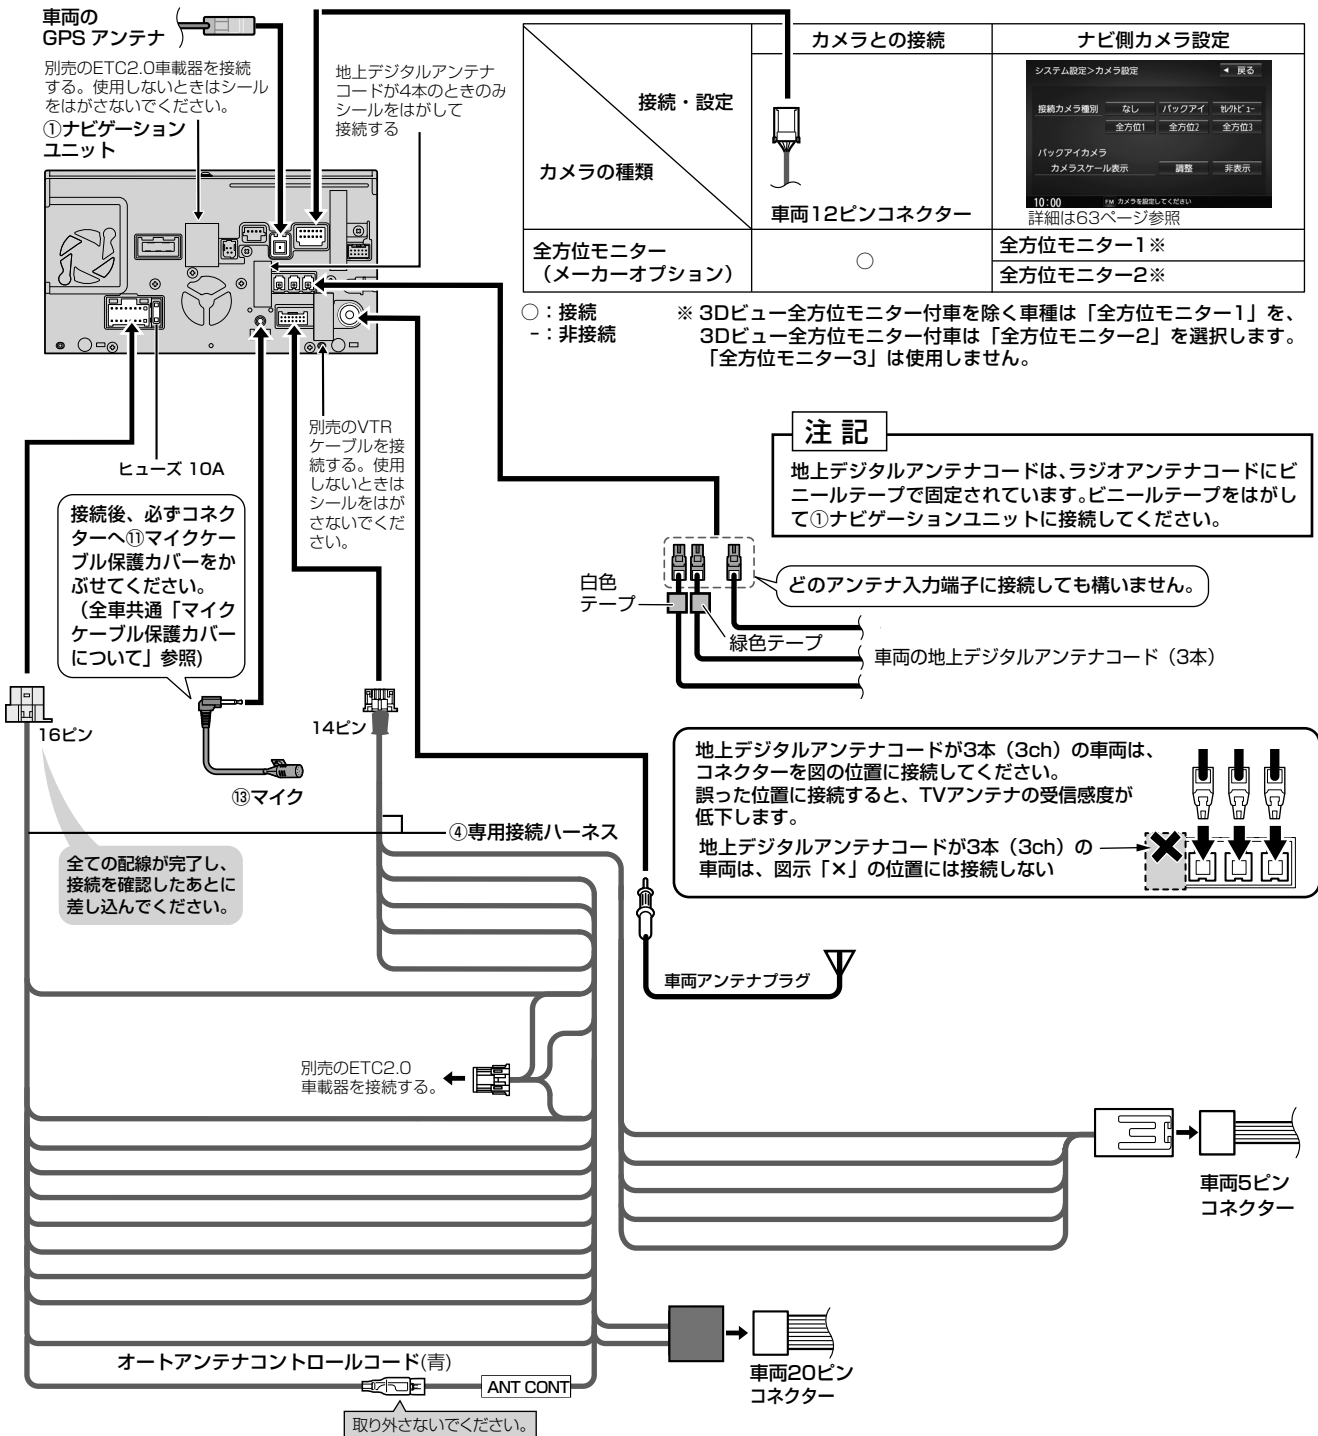 車両の
GPS アンテナ
別売のETC2.0車載器を接続
する。使用しないときはシール
をはがさないでください。
①ナビゲーション
ユニット
地上デジタルアンテナ
コードが4本のときのみ
シールをはがして
接続する
カメラとの接続
ナビ側カメラ設定
接続・設定
カメラの種類
車両12ピンコネクター
システム設定>カメラ設定
◀ 戻る
接続カメラ種別 なし バックアイ ｾﾚｸﾄﾋﾞｭｰ
全方位1 全方位2 全方位3
バックアイカメラ
カメラスケール表示 調整 非表示
10:00 FM カメラを設定してください
詳細は63ページ参照
全方位モニター
（メーカーオプション）
○
全方位モニター1※
全方位モニター2※
○：接続
-：非接続
※ 3Dビュー全方位モニター付車を除く車種は「全方位モニター1」を、
3Dビュー全方位モニター付車は「全方位モニター2」を選択します。
「全方位モニター3」は使用しません。
ヒューズ 10A
別売のVTR
ケーブルを接
続する。使用
しないときは
シールをはが
さないでくだ
さい。
注 記
地上デジタルアンテナコードは、ラジオアンテナコードにビ
ニールテープで固定されています。ビニールテープをはがし
て①ナビゲーションユニットに接続してください。
接続後、必ずコネク
ターへ⑪マイクケー
ブル保護カバーをか
ぶせてください。
（全車共通「マイク
ケーブル保護カバー
について」参照)
白色
テープ
緑色テープ
どのアンテナ入力端子に接続しても構いません。
車両の地上デジタルアンテナコード（3本）
16ピン
14ピン
⑬マイク
④専用接続ハーネス
全ての配線が完了し、
接続を確認したあとに
差し込んでください。
地上デジタルアンテナコードが3本（3ch）の車両は、
コネクターを図の位置に接続してください。
誤った位置に接続すると、TVアンテナの受信感度が
低下します。
地上デジタルアンテナコードが3本（3ch）の
車両は、図示「×」の位置には接続しない
車両アンテナプラグ
別売のETC2.0
車載器を接続する。
車両5ピン
コネクター
車両20ピン
コネクター
オートアンテナコントロールコード(青)
ANT CONT
取り外さないでください。